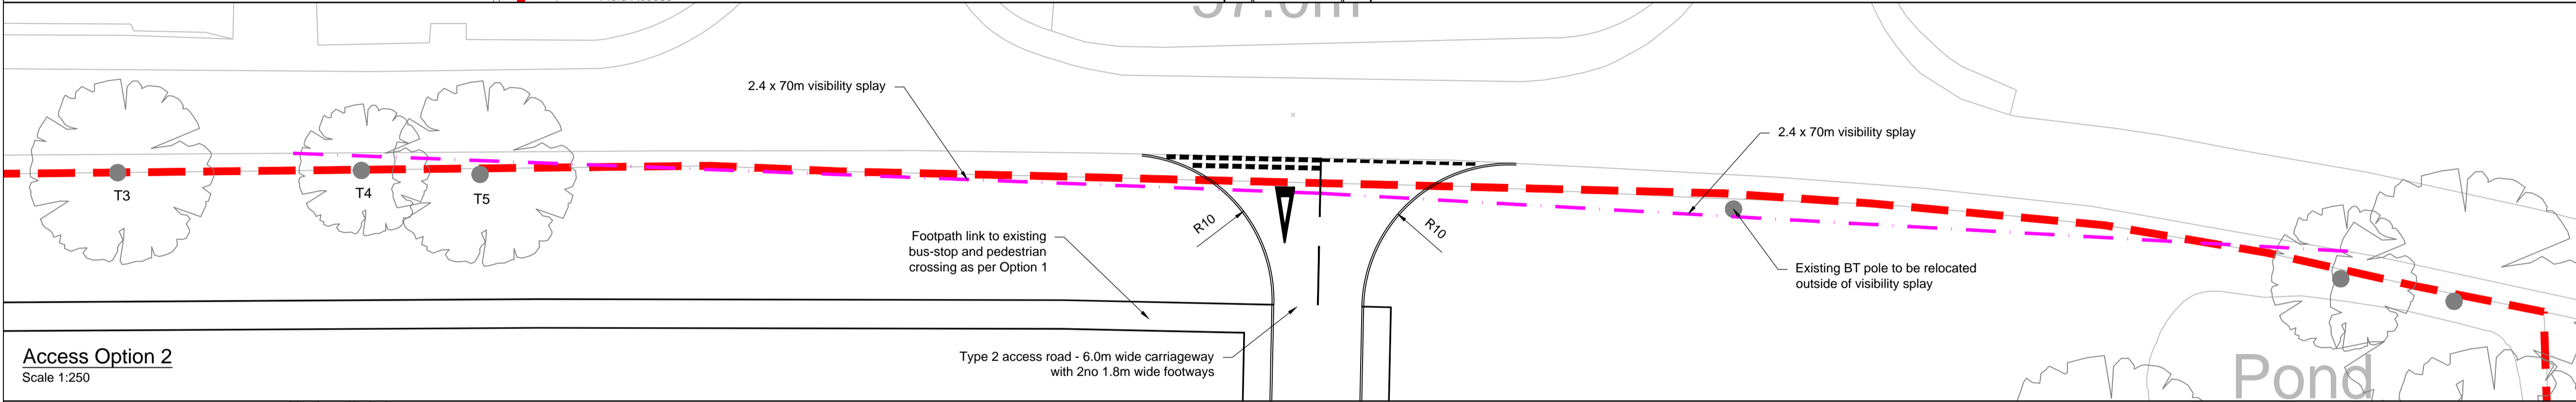 57.0m
2.4 x 70m visibility splay
2.4 x 70m visibility splay
T3
T4
T5
R10
R10
Footpath link to existing
bus-stop and pedestrian
crossing as per Option 1
Existing BT pole to be relocated
outside of visibility splay
Access Option 2
Scale 1:250
Type 2 access road - 6.0m wide carriageway
with 2no 1.8m wide footways
Pond